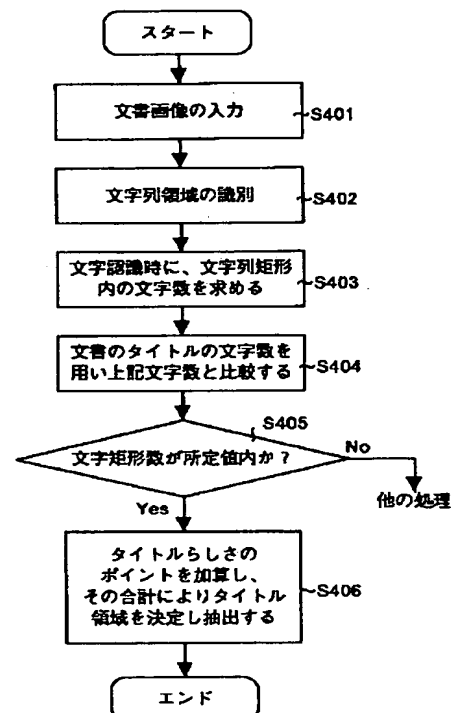 スタート
文書画像の入力
S401
文字列領域の識別
S402
文字認識時に、文字列矩形
内の文字数を求める
S403
文書のタイトルの文字数を
用い上記文字数と比較する
S404
S405
文字矩形数が所定値内か?
No
他の処理
Yes
タイトルらしさの
ポイントを加算し、
その合計によりタイトル
領域を決定し抽出する
S406
エンド